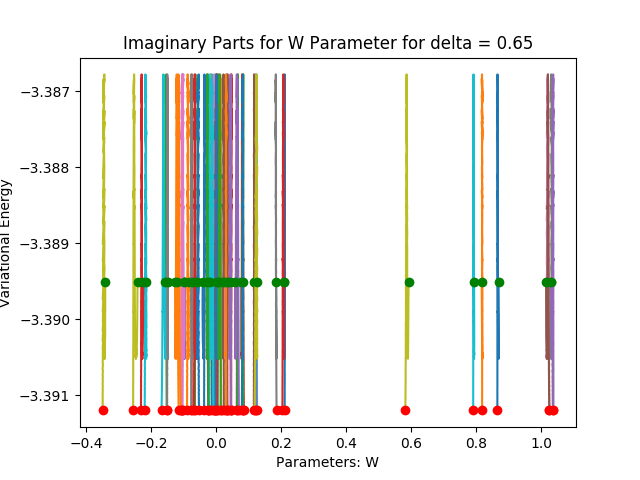 Imaginary Parts for W Parameter for delta = 0.65
Variational Energy
−3.387
−3.388
−3.389
−3.390
−3.391
−0.4 −0.2 0.0 0.2 0.4 0.6 0.8 1.0
Parameters: W